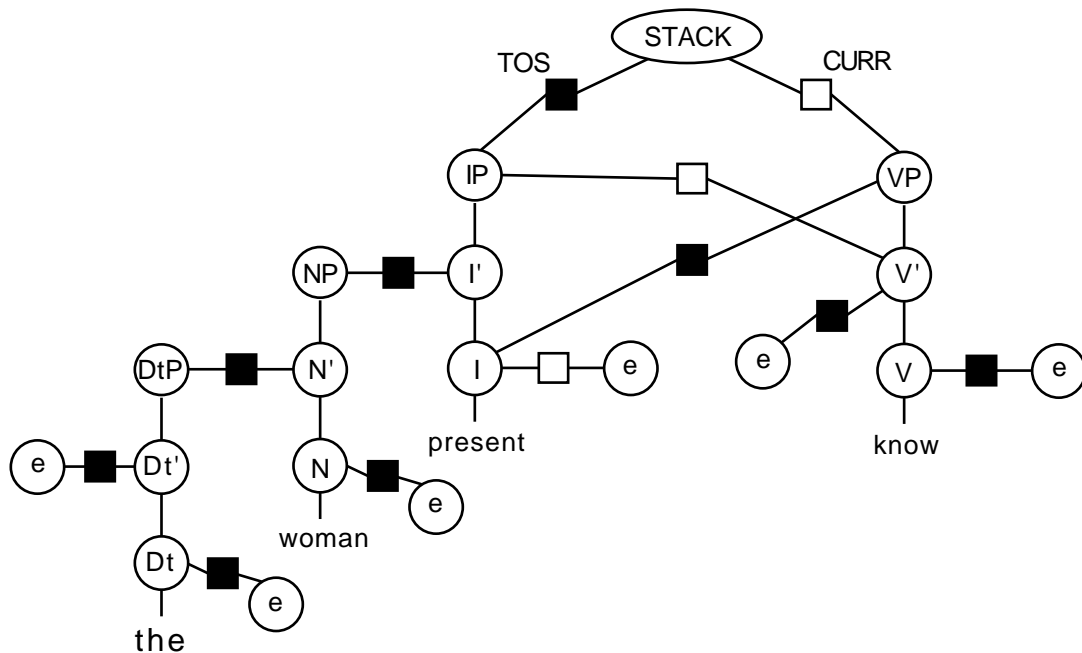 STACK
TOS CURR
IP VP
NP I' V'
DtP N' I e e V e
present know
e Dt' N e
woman
Dt e
the